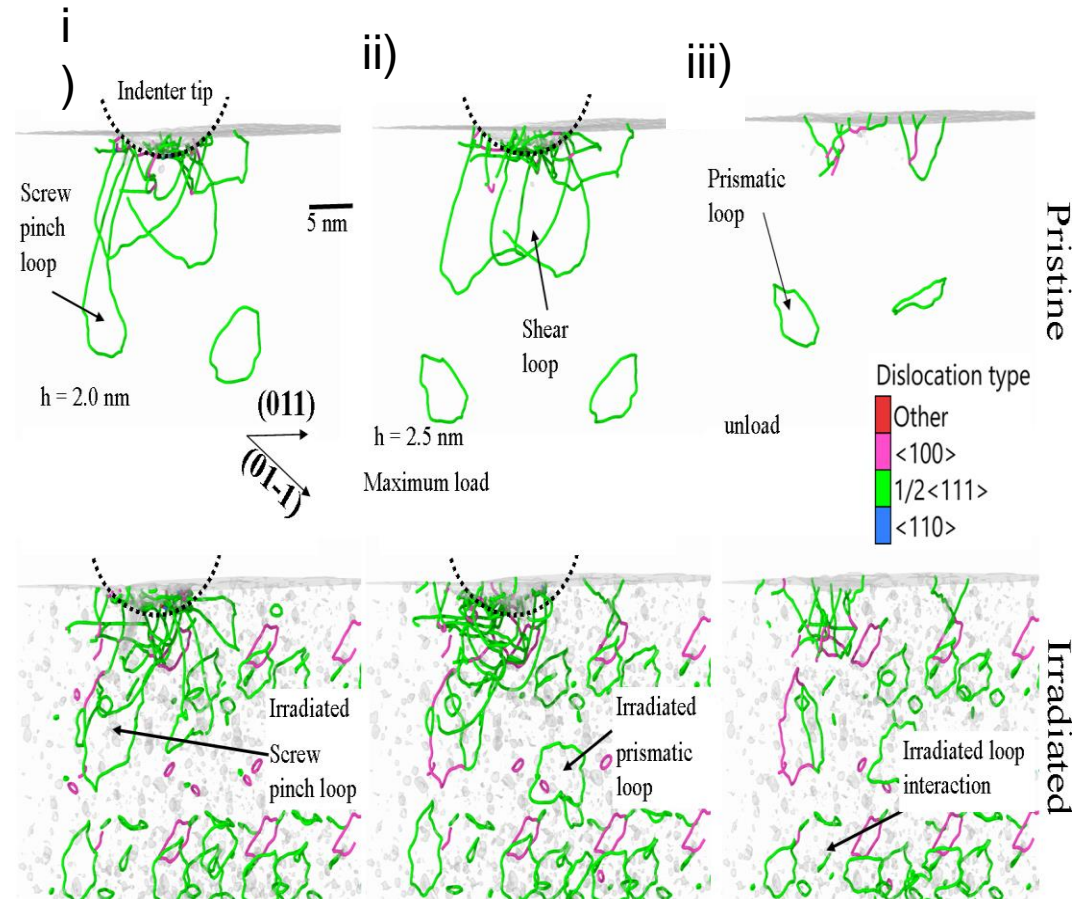 i
)
ii)
iii)
Indenter tip
Screw
pinch
loop
5 nm
h = 2.0 nm
(011)
(01-1)
Shear
loop
h = 2.5 nm
Maximum load
Prismatic
loop
unload
Pristine
Dislocation type
Other
<100>
1/2<111>
<110>
Irradiated
Screw
pinch loop
Irradiated
prismatic
loop
Irradiated loop
interaction
Irradiated